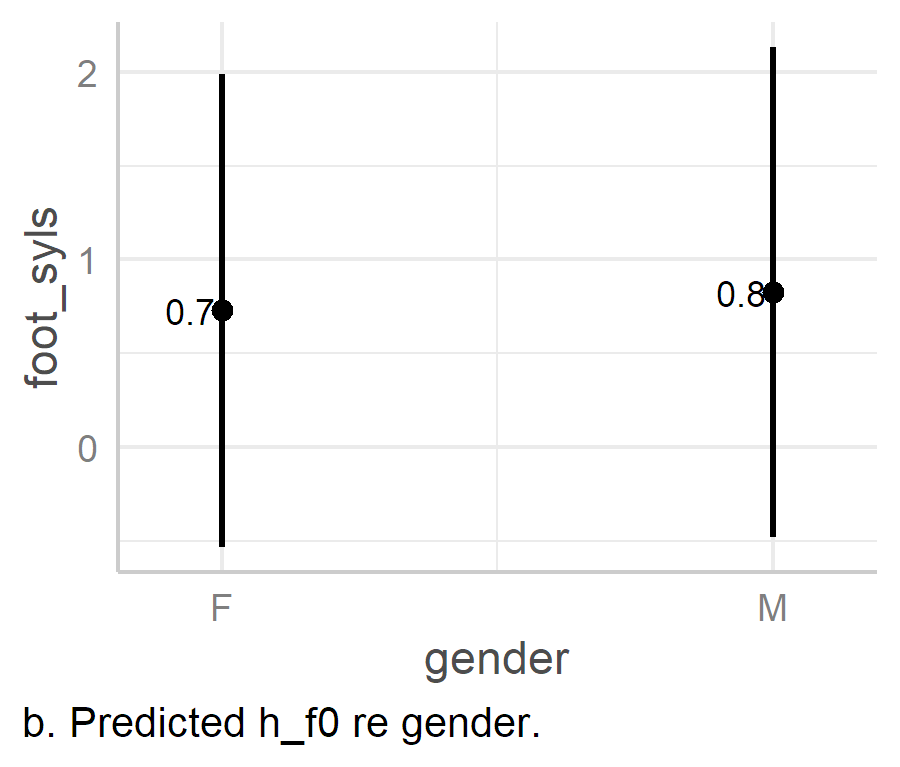 foot_syls
2
1
0
0.7
0.8
F
M
gender
b. Predicted h_f0 re gender.